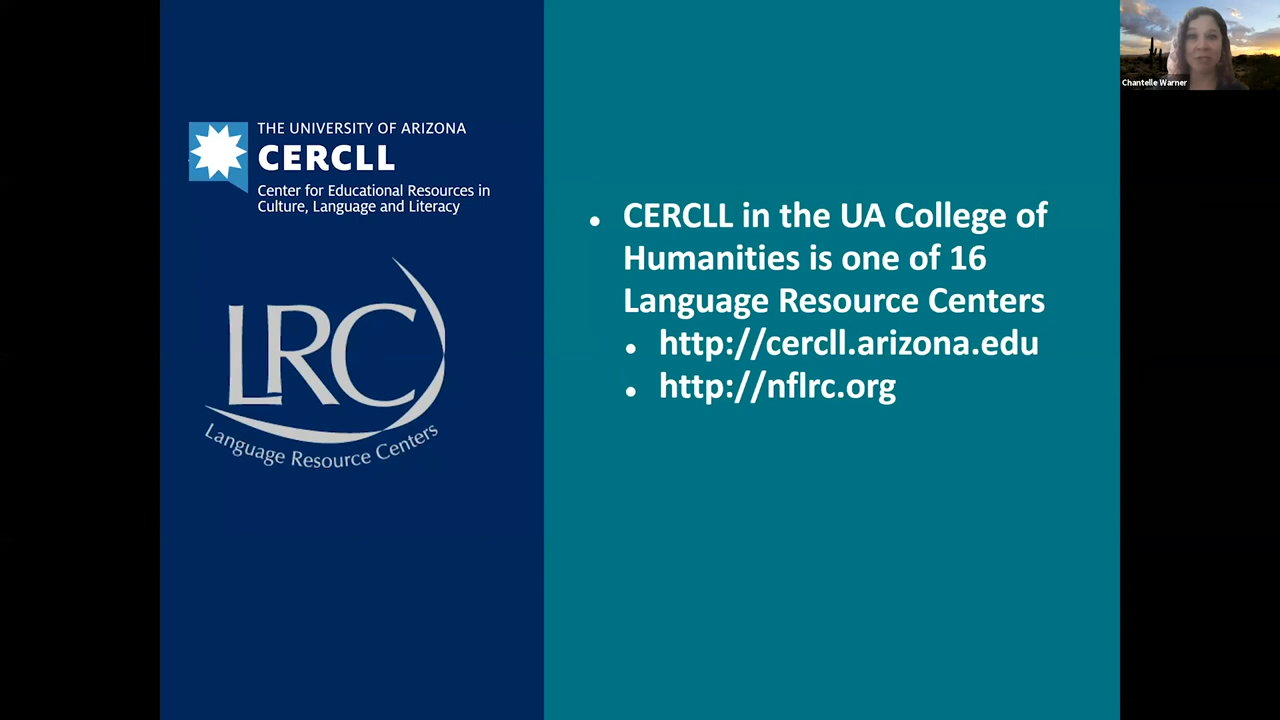 THE UNIVERSITY OF ARIZONA
CERCLL
Center for Educational Resources in
Culture, Language and Literacy
LRC
Language Resource Centers
• CERCLL in the UA College of
Humanities is one of 16
Language Resource Centers
• http://cercll.arizona.edu
• http://nflrc.org
Chantelle Warner